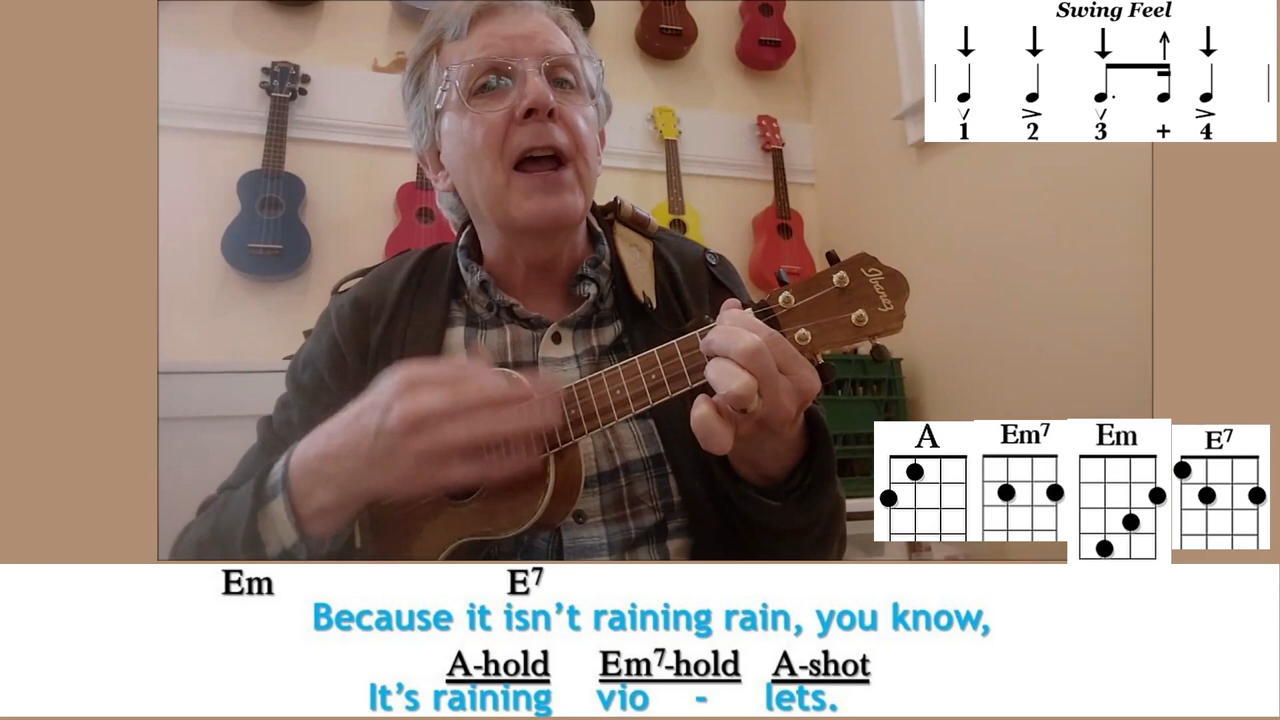 Swing Feel
1 2 3 + 4
Ibanez
A Em7 Em E7
Em E7
Because it isn't raining rain, you know,
A-hold Em7-hold A-shot
It's raining vio - lets.